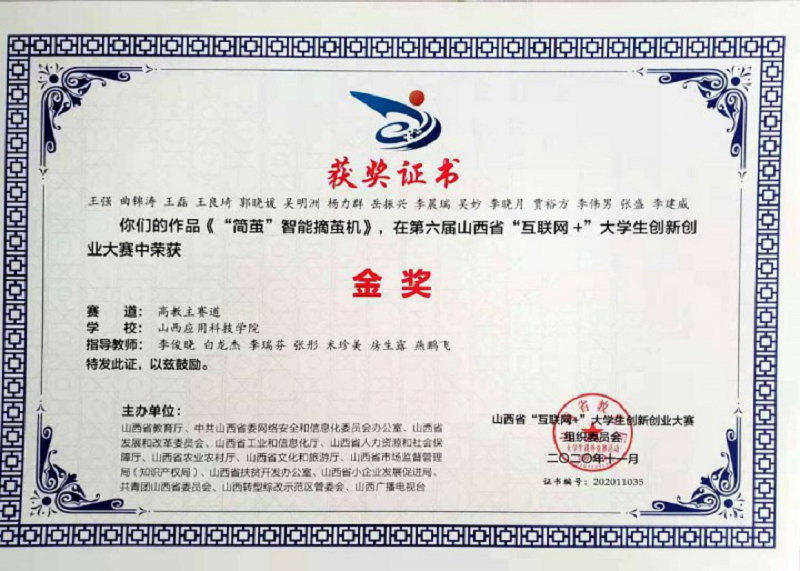 获奖证书
王强 曲锦涛 王磊 王良琦 郭晓媛 吴明洲 杨力群 岳振兴 李晨瑞 吴妙 李晓月 贾裕方 李伟男 张盛 李建威
你们的作品《“简茧”智能摘茧机》，在第六届山西省“互联网+”大学生创新创
业大赛中荣获
金奖
赛 道：高教主赛道
学 校：山西应用科技学院
指导教师：李俊晓 白龙杰 李瑞芬 张彤 米珍美 房生露 燕鹏飞
特发此证，以兹鼓励。
主办单位：
山西省教育厅、中共山西省委网络安全和信息化委员会办公室、山西省
发展和改革委员会、山西省工业和信息化厅、山西省人力资源和社会保
障厅、山西省农业农村厅、山西省文化和旅游厅、山西省市场监督管理
局（知识产权局）、山西省扶贫开发办公室、山西省小企业发展促进局、
共青团山西省委员会、山西转型综改示范区管委会、山西广播电视台
山西省“互联网+”大学生创新创业大赛
组织委员会
二〇二〇年十一月
证书编号：202011035